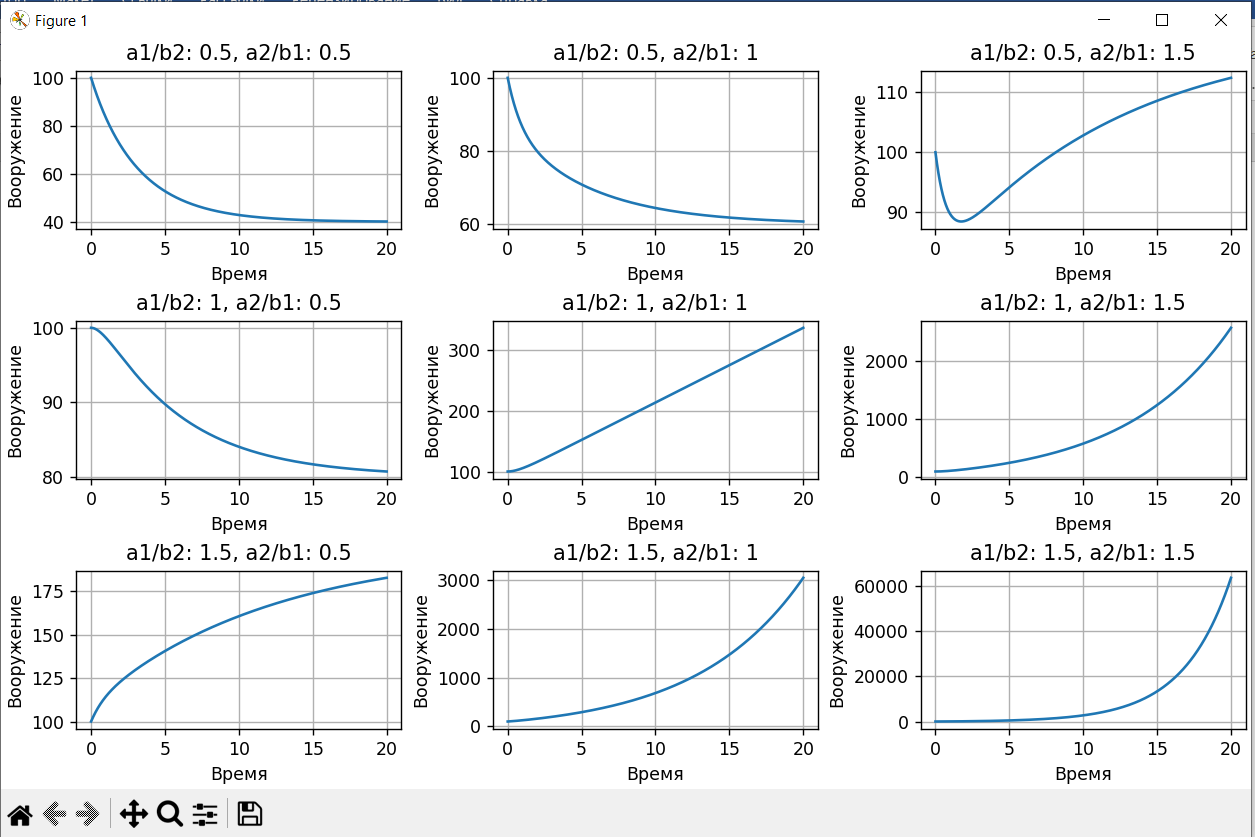 Figure 1
a1/b2: 0.5, a2/b1: 0.5
a1/b2: 0.5, a2/b1: 1
a1/b2: 0.5, a2/b1: 1.5
Вооружение
100
80
60
40
0 5 10 15 20
Время
Вооружение
100
80
60
0 5 10 15 20
Время
Вооружение
110
100
90
0 5 10 15 20
Время
a1/b2: 1, a2/b1: 0.5
a1/b2: 1, a2/b1: 1
a1/b2: 1, a2/b1: 1.5
Вооружение
100
90
80
0 5 10 15 20
Время
Вооружение
300
200
100
0 5 10 15 20
Время
Вооружение
2000
1000
0
0 5 10 15 20
Время
a1/b2: 1.5, a2/b1: 0.5
a1/b2: 1.5, a2/b1: 1
a1/b2: 1.5, a2/b1: 1.5
Вооружение
175
150
125
100
0 5 10 15 20
Время
Вооружение
3000
2000
1000
0
0 5 10 15 20
Время
Вооружение
60000
40000
20000
0
0 5 10 15 20
Время